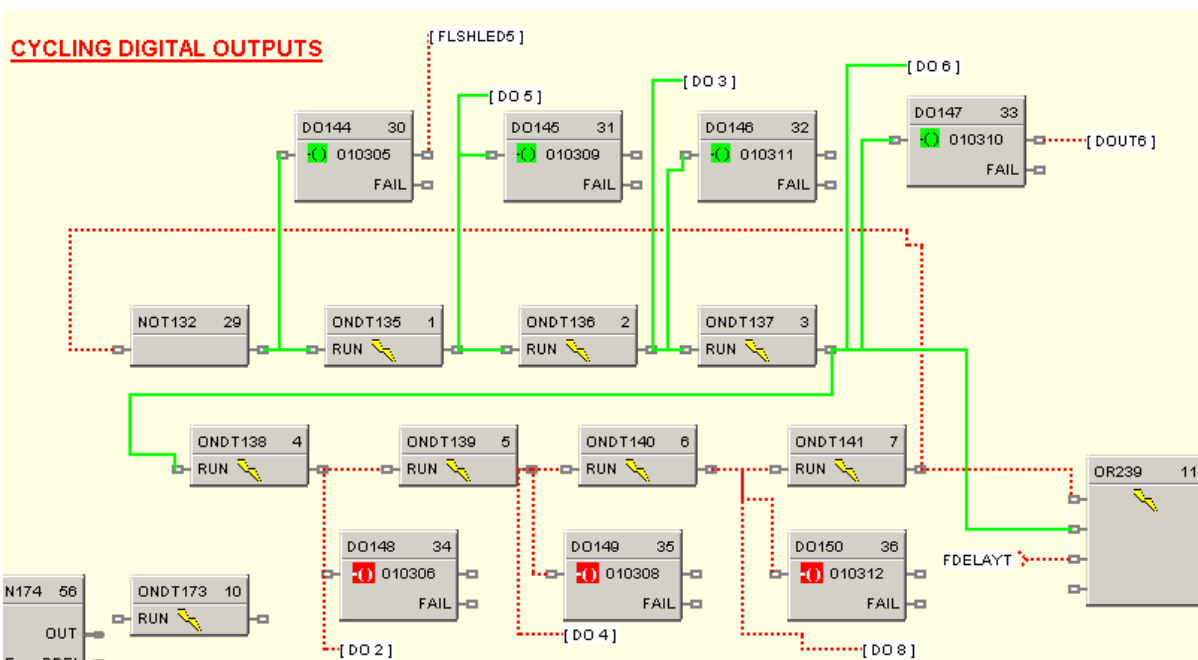 [ FLSHLED5 ]
CYCLING DIGITAL OUTPUTS
[ DO 5 ]
[ DO 3 ]
[ DO 6 ]
DO144 30
010305
FAIL
DO145 31
010309
FAIL
DO146 32
010311
FAIL
DO147 33
010310
FAIL
[ DOUT6 ]
NOT132 29
ONDT135 1
RUN
ONDT136 2
RUN
ONDT137 3
RUN
ONDT138 4
RUN
ONDT139 5
RUN
ONDT140 6
RUN
ONDT141 7
RUN
OR239 11
DO148 34
010306
FAIL
DO149 35
010308
FAIL
DO150 36
010312
FAIL
FDELAYT
N174 56
OUT
ONDT173 10
RUN
[ DO 2 ]
[ DO 4 ]
[ DO 8 ]